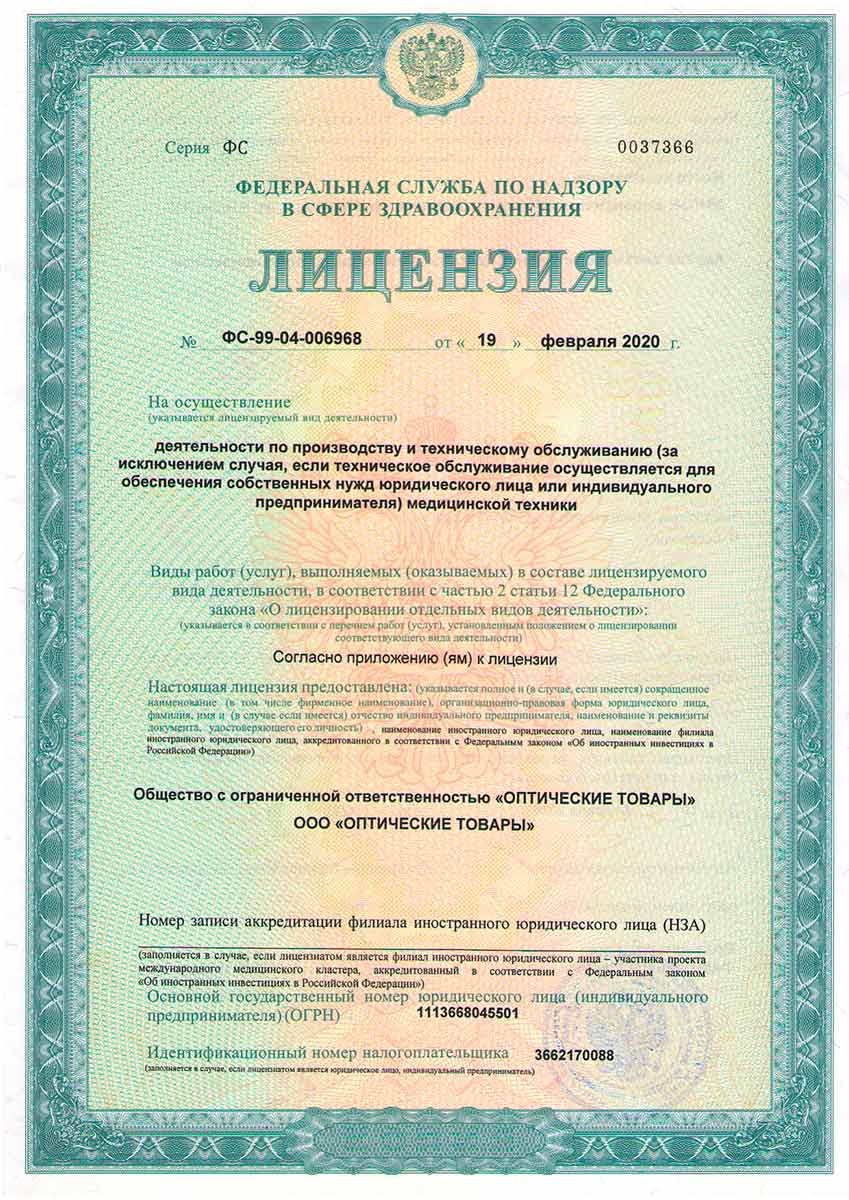 Серия ФС 0037366
ФЕДЕРАЛЬНАЯ СЛУЖБА ПО НАДЗОРУ
В СФЕРЕ ЗДРАВООХРАНЕНИЯ
ЛИЦЕНЗИЯ
№ ФС-99-04-006968 от « 19 » февраля 2020 г.
На осуществление
(указывается лицензируемый вид деятельности)
деятельности по производству и техническому обслуживанию (за
исключением случая, если техническое обслуживание осуществляется для
обеспечения собственных нужд юридического лица или индивидуального
предпринимателя) медицинской техники
Виды работ (услуг), выполняемых (оказываемых) в составе лицензируемого
вида деятельности, в соответствии с частью 2 статьи 12 Федерального
закона «О лицензировании отдельных видов деятельности»:
(указывается в соответствии с перечнем работ (услуг), установленным положением о лицензировании
соответствующего вида деятельности)
Согласно приложению (ям) к лицензии
Настоящая лицензия предоставлена: (указывается полное и (в случае, если имеется) сокращенное
наименование (в том числе фирменное наименование), организационно-правовая форма юридического лица,
фамилия, имя и (в случае если имеется) отчество индивидуального предпринимателя, наименование и реквизиты
документа, удостоверяющего его личность) , наименование иностранного юридического лица, наименование филиала
иностранного юридического лица, аккредитованного в соответствии с Федеральным законом «Об иностранных инвестициях в
Российской Федерации»)
Общество с ограниченной ответственностью «ОПТИЧЕСКИЕ ТОВАРЫ»
ООО «ОПТИЧЕСКИЕ ТОВАРЫ»
Номер записи аккредитации филиала иностранного юридического лица (НЗА)
(заполняется в случае, если лицензиатом является филиал иностранного юридического лица – участника проекта
международного медицинского кластера, аккредитованный в соответствии с Федеральным законом
«Об иностранных инвестициях в Российской Федерации»)
Основной государственный номер юридического лица (индивидуального
предпринимателя) (ОГРН) 1113668045501
Идентификационный номер налогоплательщика 3662170088
(заполняется в случае, если лицензиатом является юридическое лицо, индивидуальный предприниматель)